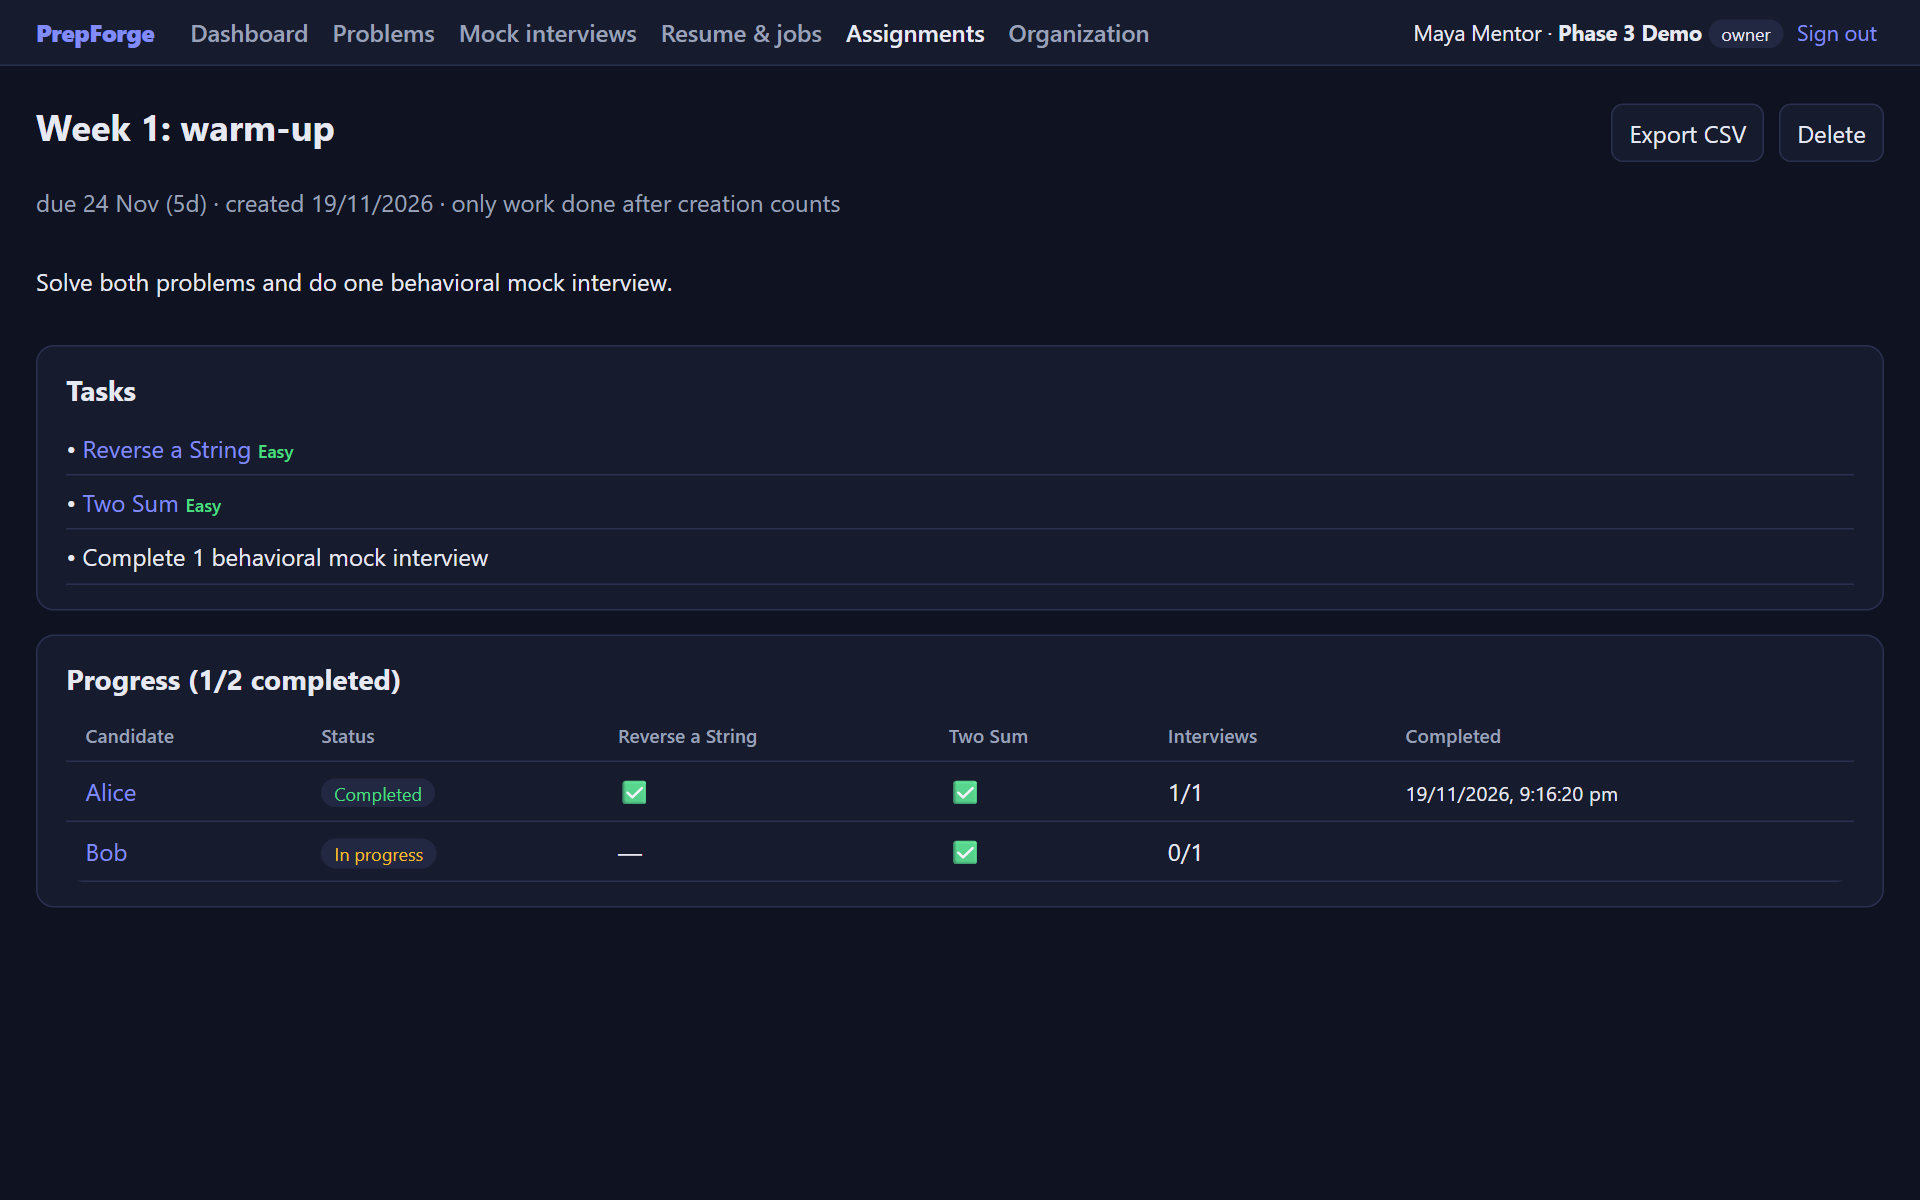 PrepForge Dashboard Problems Mock interviews Resume & jobs Assignments Organization Maya Mentor · Phase 3 Demo owner Sign out
Week 1: warm-up Export CSV Delete
due 24 Nov (5d) · created 19/11/2026 · only work done after creation counts
Solve both problems and do one behavioral mock interview.
Tasks
• Reverse a String Easy
• Two Sum Easy
• Complete 1 behavioral mock interview
Progress (1/2 completed)
Candidate Status Reverse a String Two Sum Interviews Completed
Alice Completed ✅ ✅ 1/1 19/11/2026, 9:16:20 pm
Bob In progress — ✅ 0/1